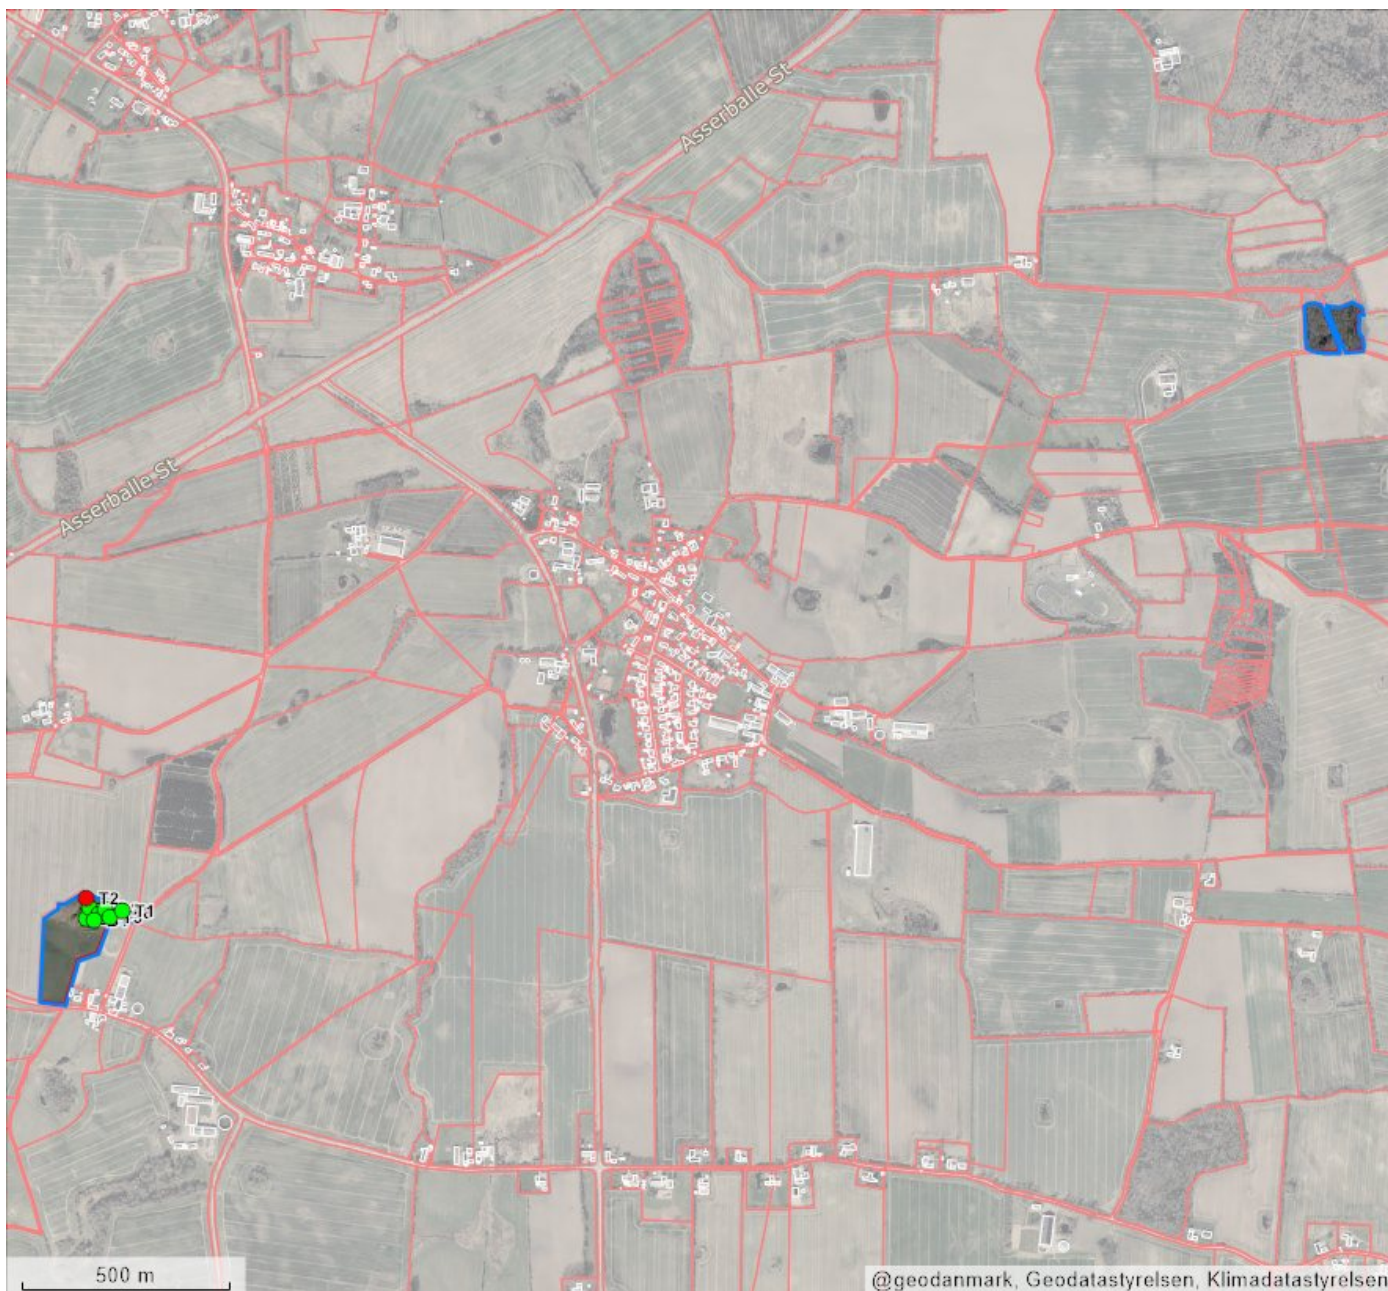 Asserballe St
Asserballe St
T2
T1
500 m
@geodanmark, Geodatastyrelsen, Klimadatastyrelsen